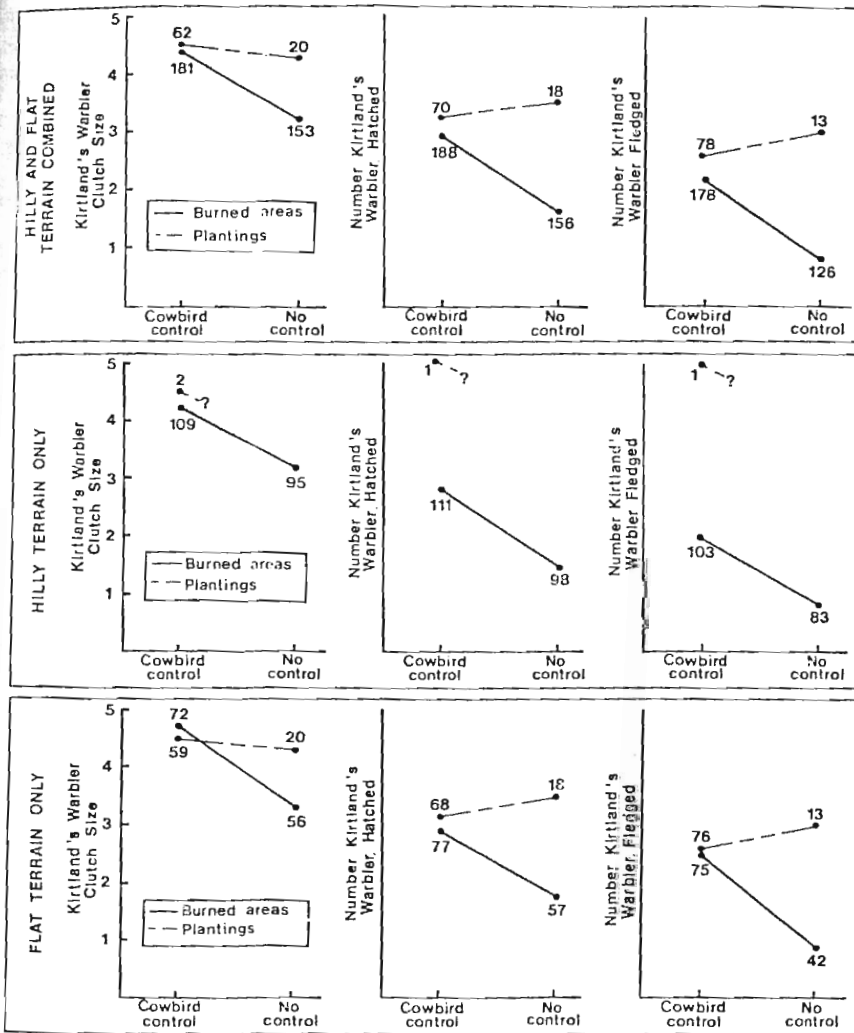 HILLY AND FLAT
TERRAIN COMBINED
Kirtland's Warbler
Clutch Size
5
4
3
2
1
62
181
20
153
Burned areas
Plantings
Cowbird
control
No
control
Number Kirtland's
Warbler Hatched
70
188
18
156
Cowbird
control
No
control
Number Kirtland's
Warbler Fledged
78
178
13
126
Cowbird
control
No
control
HILLY TERRAIN ONLY
Kirtland's Warbler
Clutch Size
5
4
3
2
1
2
?
109
95
Burned areas
Plantings
Cowbird
control
No
control
Number Kirtland's
Warbler, Hatched
1
?
111
98
Cowbird
control
No
control
Number Kirtland's
Warbler Fledged
1
?
103
83
Cowbird
control
No
control
FLAT TERRAIN ONLY
Kirtland's Warbler
Clutch Size
5
4
3
2
1
72
59
20
56
Burned areas
Plantings
Cowbird
control
No
control
Number Kirtland's
Warbler, Hatched
68
77
18
57
Cowbird
control
No
control
Number Kirtland's
Warbler, Fledged
76
75
13
42
Cowbird
control
No
control